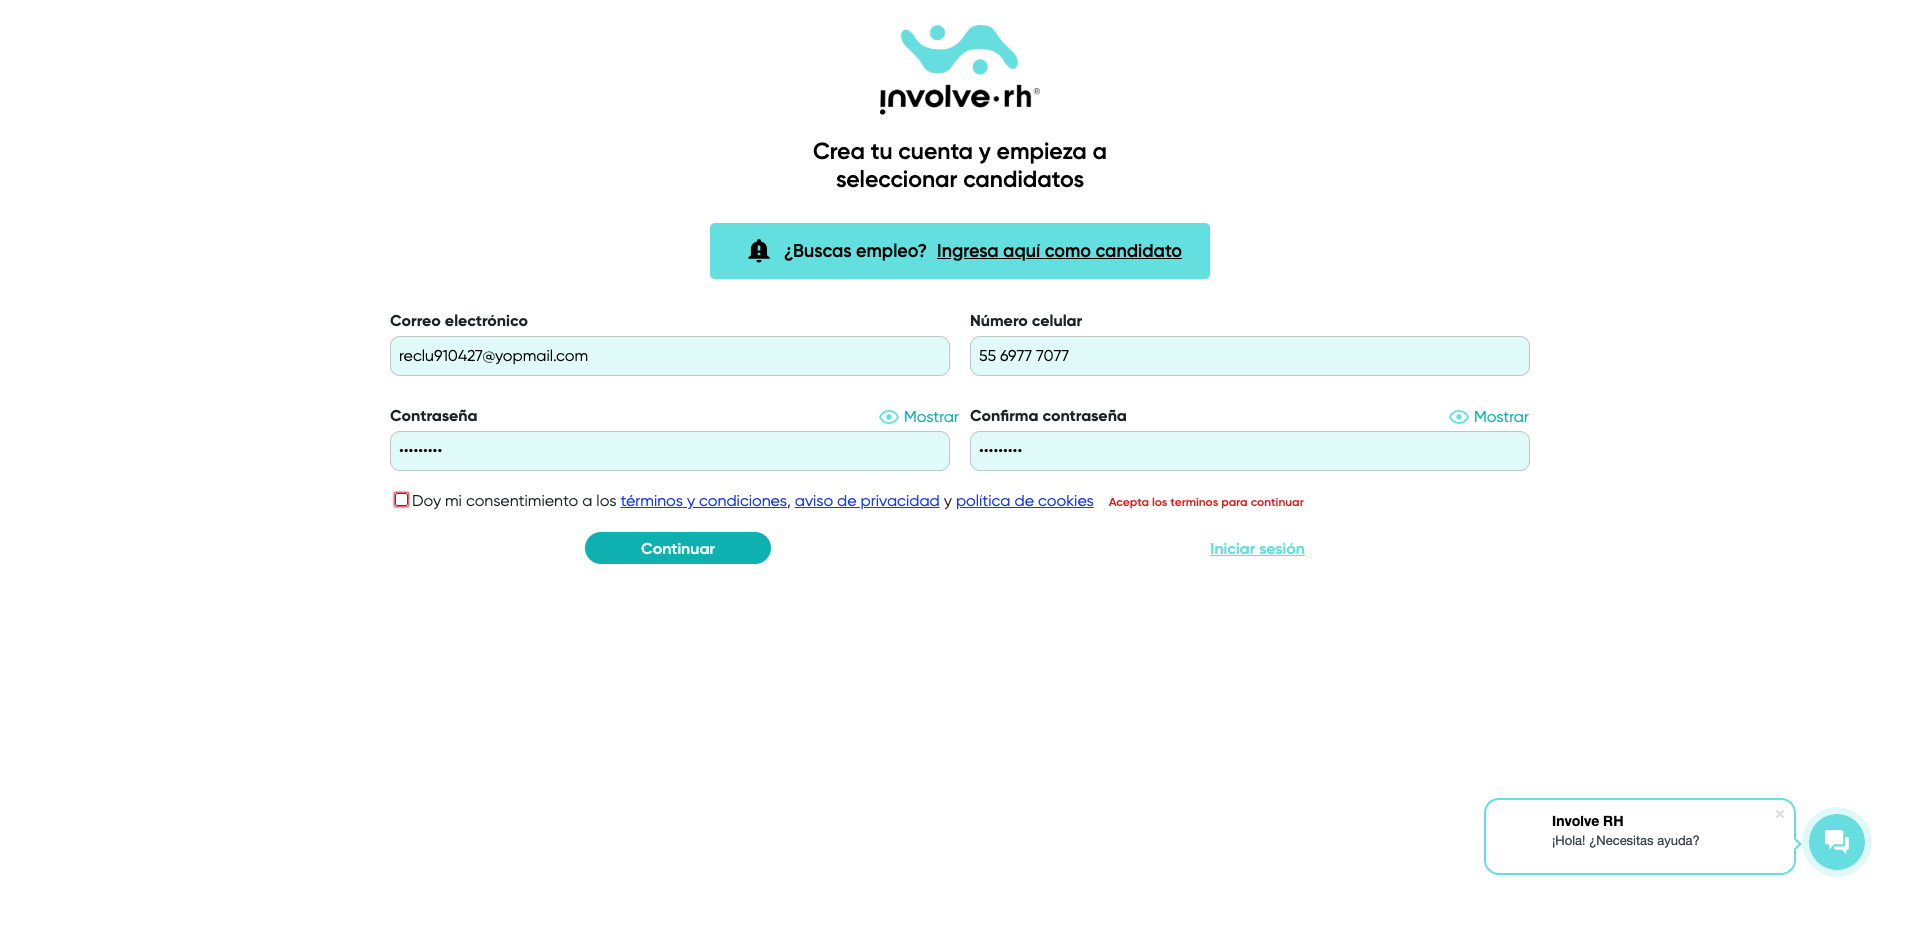 involve·rh®
Crea tu cuenta y empieza a
seleccionar candidatos
¿Buscas empleo? Ingresa aquí como candidato
Correo electrónico
reclu910427@yopmail.com
Número celular
55 6977 7077
Contraseña
Mostrar
•••••••••
Confirma contraseña
Mostrar
•••••••••
Doy mi consentimiento a los términos y condiciones, aviso de privacidad y política de cookies
Acepta los terminos para continuar
Continuar
Iniciar sesión
Involve RH
×
¡Hola! ¿Necesitas ayuda?